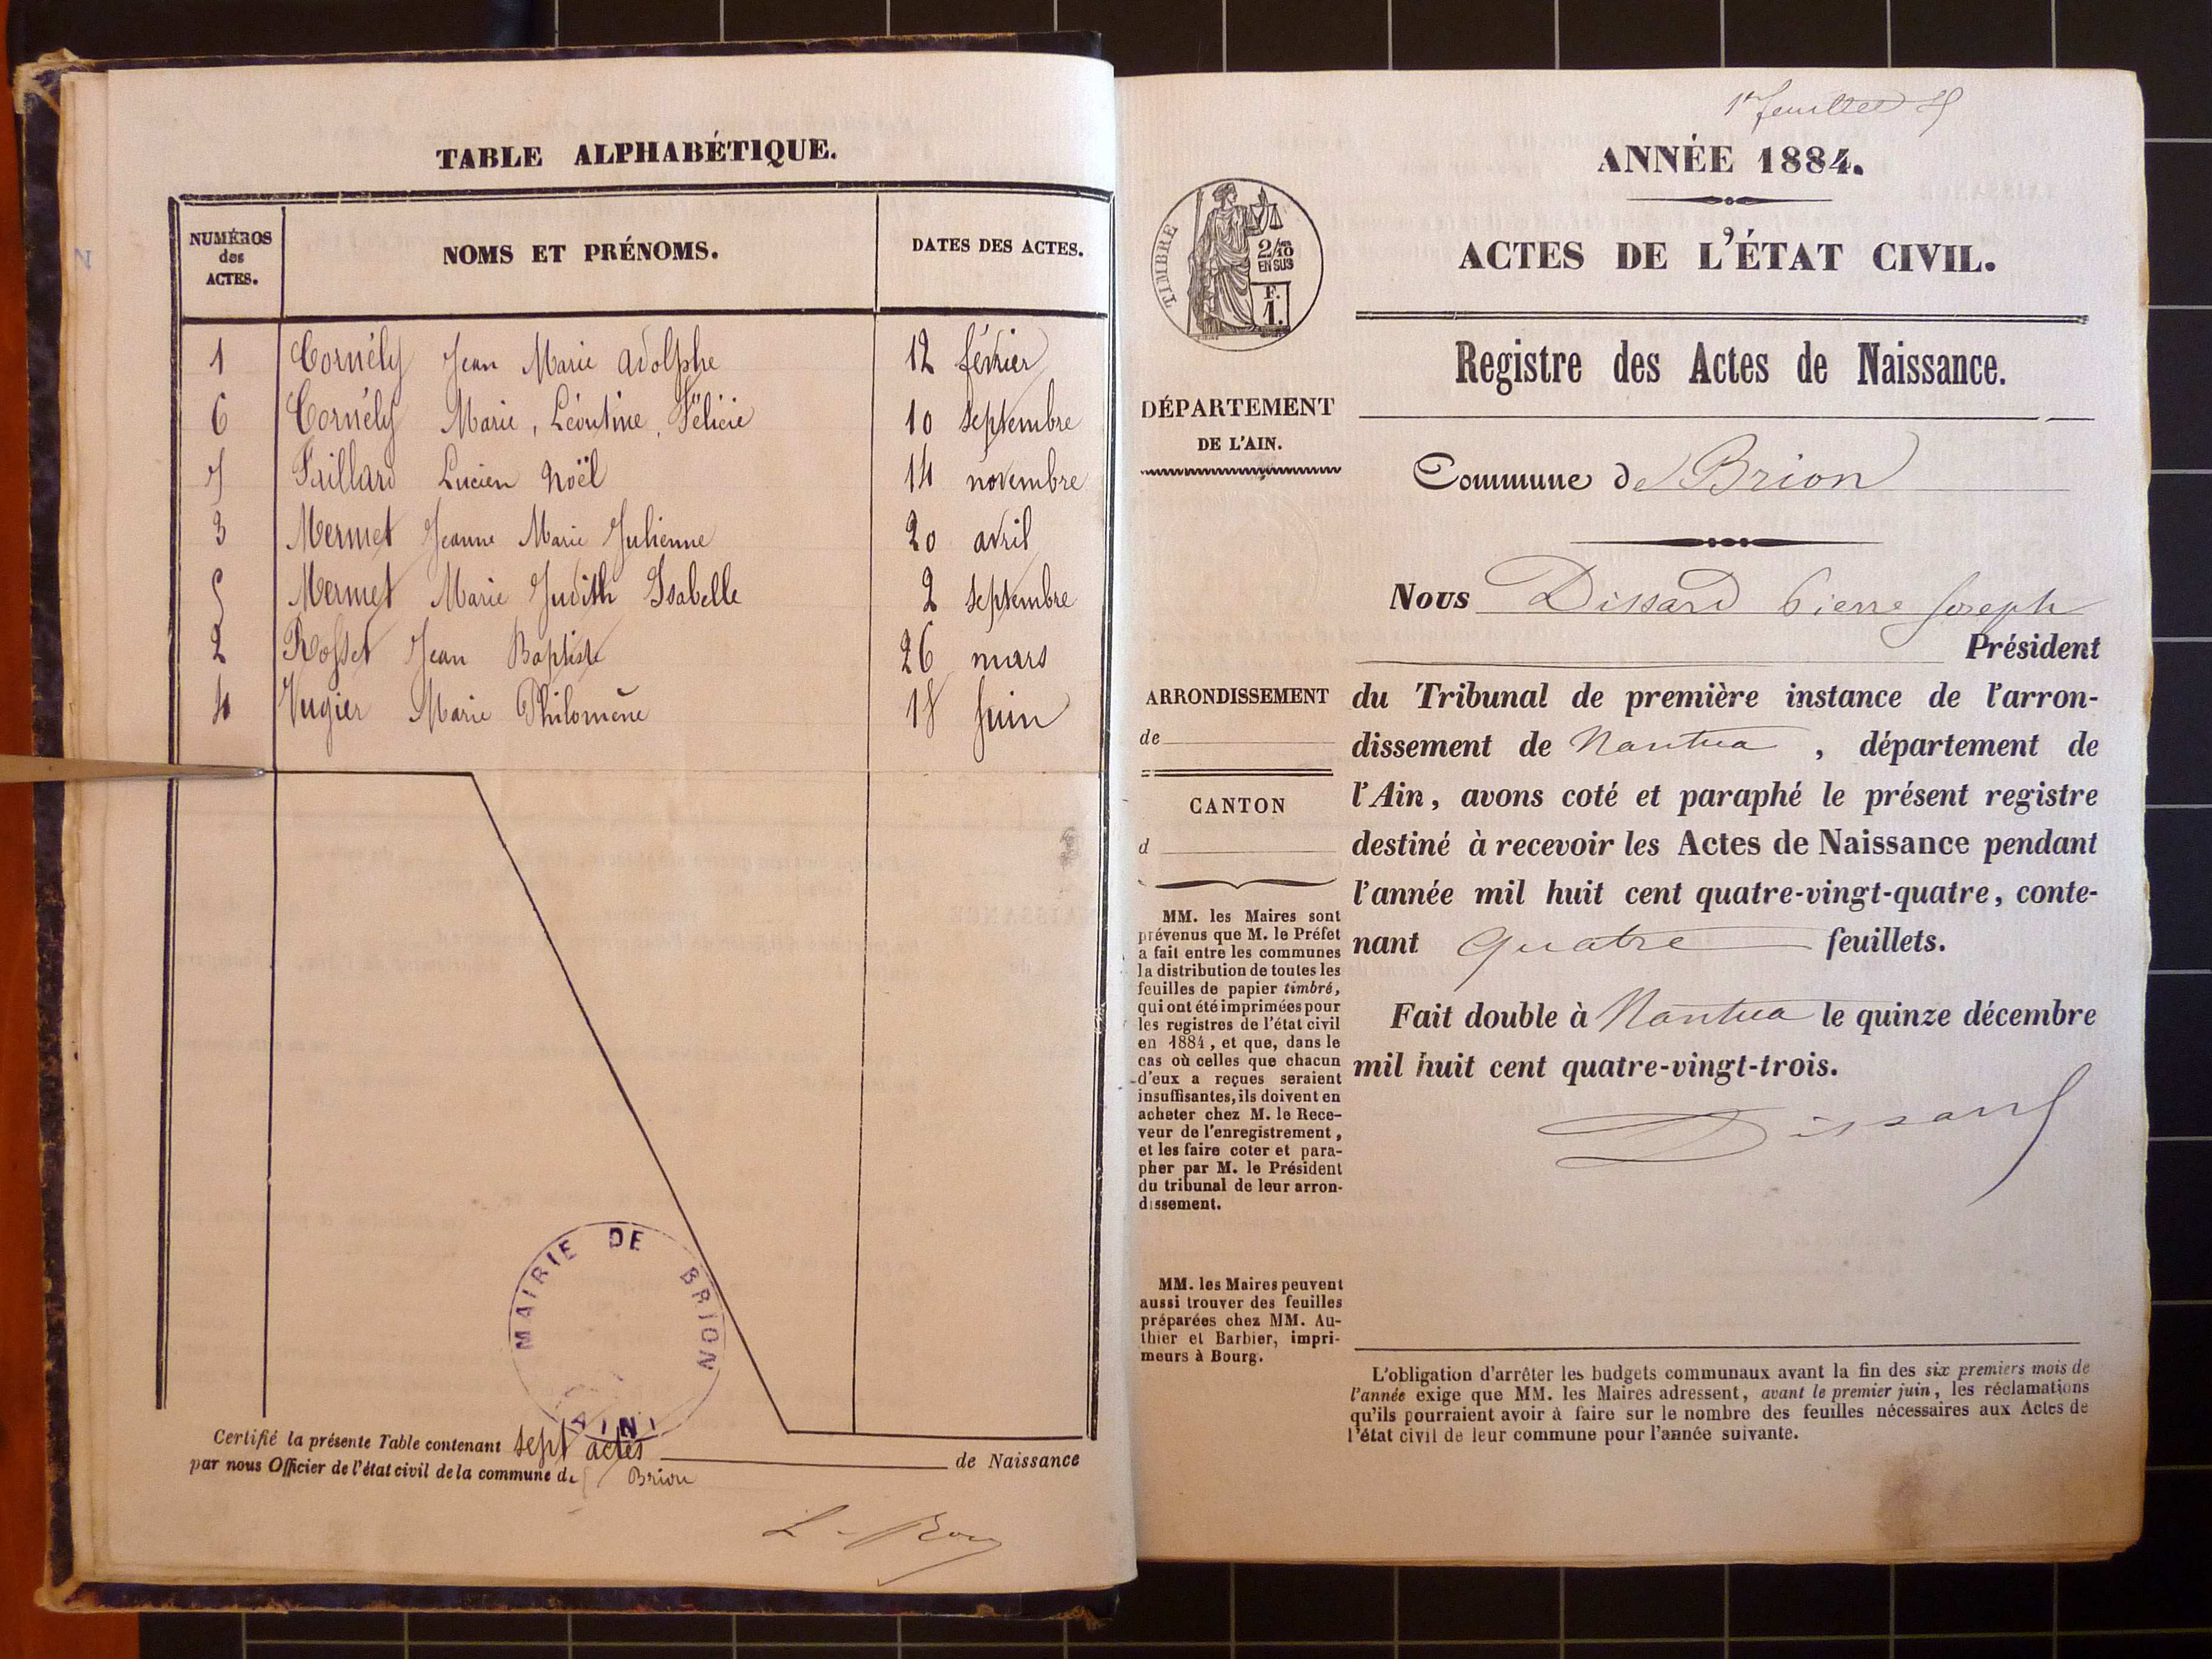 TABLE ALPHABÉTIQUE.
NUMÉROS
des
ACTES.
NOMS ET PRÉNOMS.
DATES DES ACTES.
1 Cornély Jean Marie Adolphe 12 février
6 Cornély Marie, Léontine, Félicie 10 septembre
7 Faillard Lucien Noël 14 novembre
3 Mermet Jeanne Marie Julienne 20 avril
5 Mermet Marie Judith Isabelle 2 septembre
2 Rosset Jean Baptiste 26 mars
4 Vugier Marie Philomène 18 juin
MAIRIE DE BRION
AIN
Certifié la présente Table contenant sept actes de Naissance
par nous Officier de l'état civil de la commune de Brion
L. Roy
1er feuillet
ANNÉE 1884.
ACTES DE L'ÉTAT CIVIL.
TIMBRE
2/10
EN SUS
F.
1.
Registre des Actes de Naissance.
DÉPARTEMENT
DE L'AIN.
Commune de Brion
Nous Dissard Pierre Joseph
Président
ARRONDISSEMENT
de
CANTON
d
du Tribunal de première instance de l'arron-
dissement de Nantua, département de
l'Ain, avons coté et paraphé le présent registre
destiné à recevoir les Actes de Naissance pendant
l'année mil huit cent quatre-vingt-quatre, conte-
nant quatre feuillets.
Fait double à Nantua le quinze décembre
mil huit cent quatre-vingt-trois.
Dissard
MM. les Maires sont
prévenus que M. le Préfet
a fait entre les communes
la distribution de toutes les
feuilles de papier timbré,
qui ont été imprimées pour
les registres de l'état civil
en 1884, et que, dans le
cas où celles que chacun
d'eux a reçues seraient
insuffisantes, ils doivent en
acheter chez M. le Rece-
veur de l'enregistrement,
et les faire coter et para-
pher par M. le Président
du tribunal de leur arron-
dissement.
MM. les Maires peuvent
aussi trouver des feuilles
préparées chez MM. Au-
thier et Barbier, impri-
meurs à Bourg.
L'obligation d'arrêter les budgets communaux avant la fin des six premiers mois de
l'année exige que MM. les Maires adressent, avant le premier juin, les réclamations
qu'ils pourraient avoir à faire sur le nombre des feuilles nécessaires aux Actes de
l'état civil de leur commune pour l'année suivante.